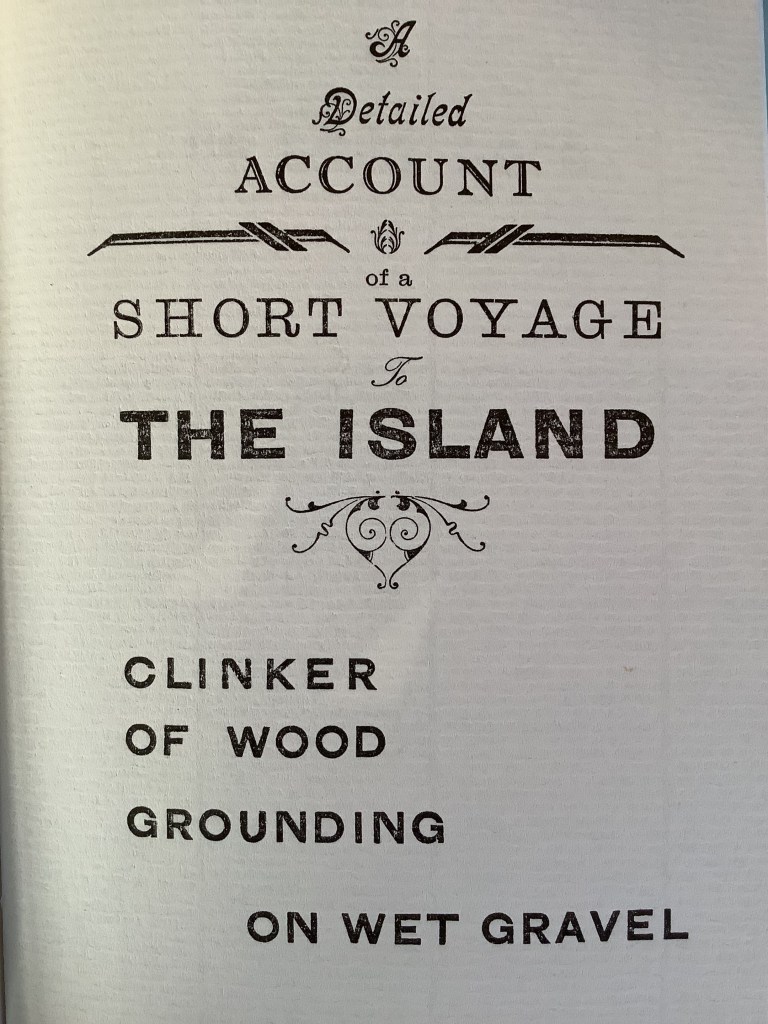 A
Detailed
ACCOUNT
of a
SHORT VOYAGE
To
THE ISLAND
CLINKER
OF WOOD
GROUNDING
ON WET GRAVEL